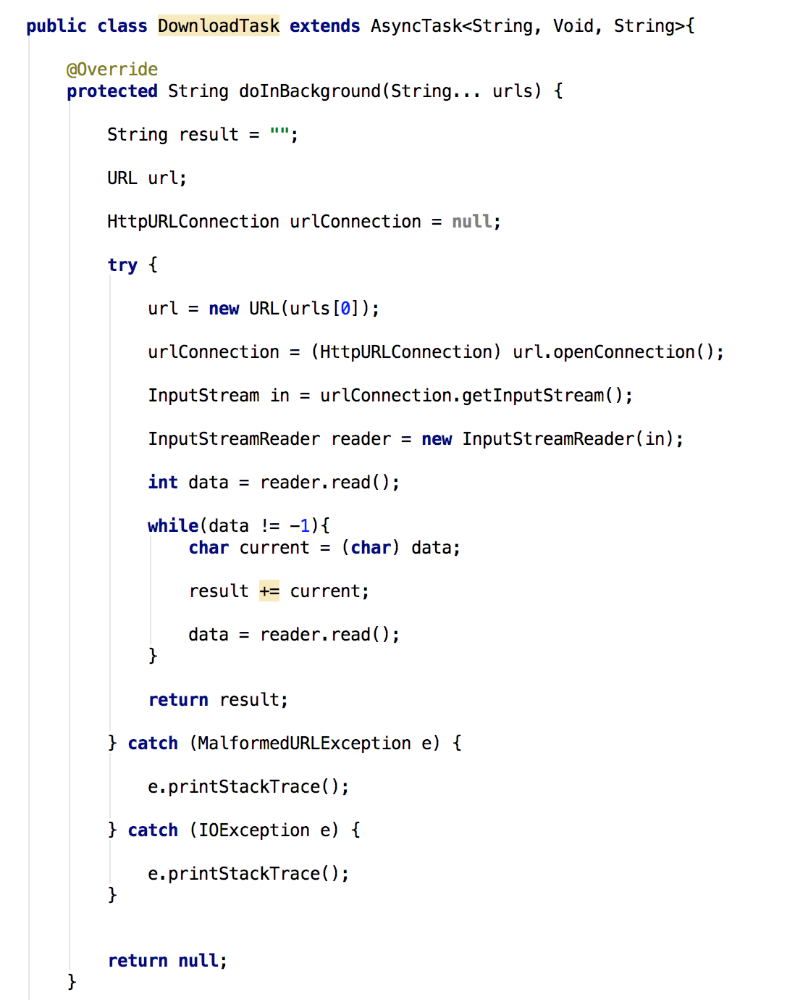 public class DownloadTask extends AsyncTask<String, Void, String>{
@Override
protected String doInBackground(String... urls) {
String result = "";
URL url;
HttpURLConnection urlConnection = null;
try {
url = new URL(urls[0]);
urlConnection = (HttpURLConnection) url.openConnection();
InputStream in = urlConnection.getInputStream();
InputStreamReader reader = new InputStreamReader(in);
int data = reader.read();
while(data != -1){
char current = (char) data;
result += current;
data = reader.read();
}
return result;
} catch (MalformedURLException e) {
e.printStackTrace();
} catch (IOException e) {
e.printStackTrace();
}
return null;
}